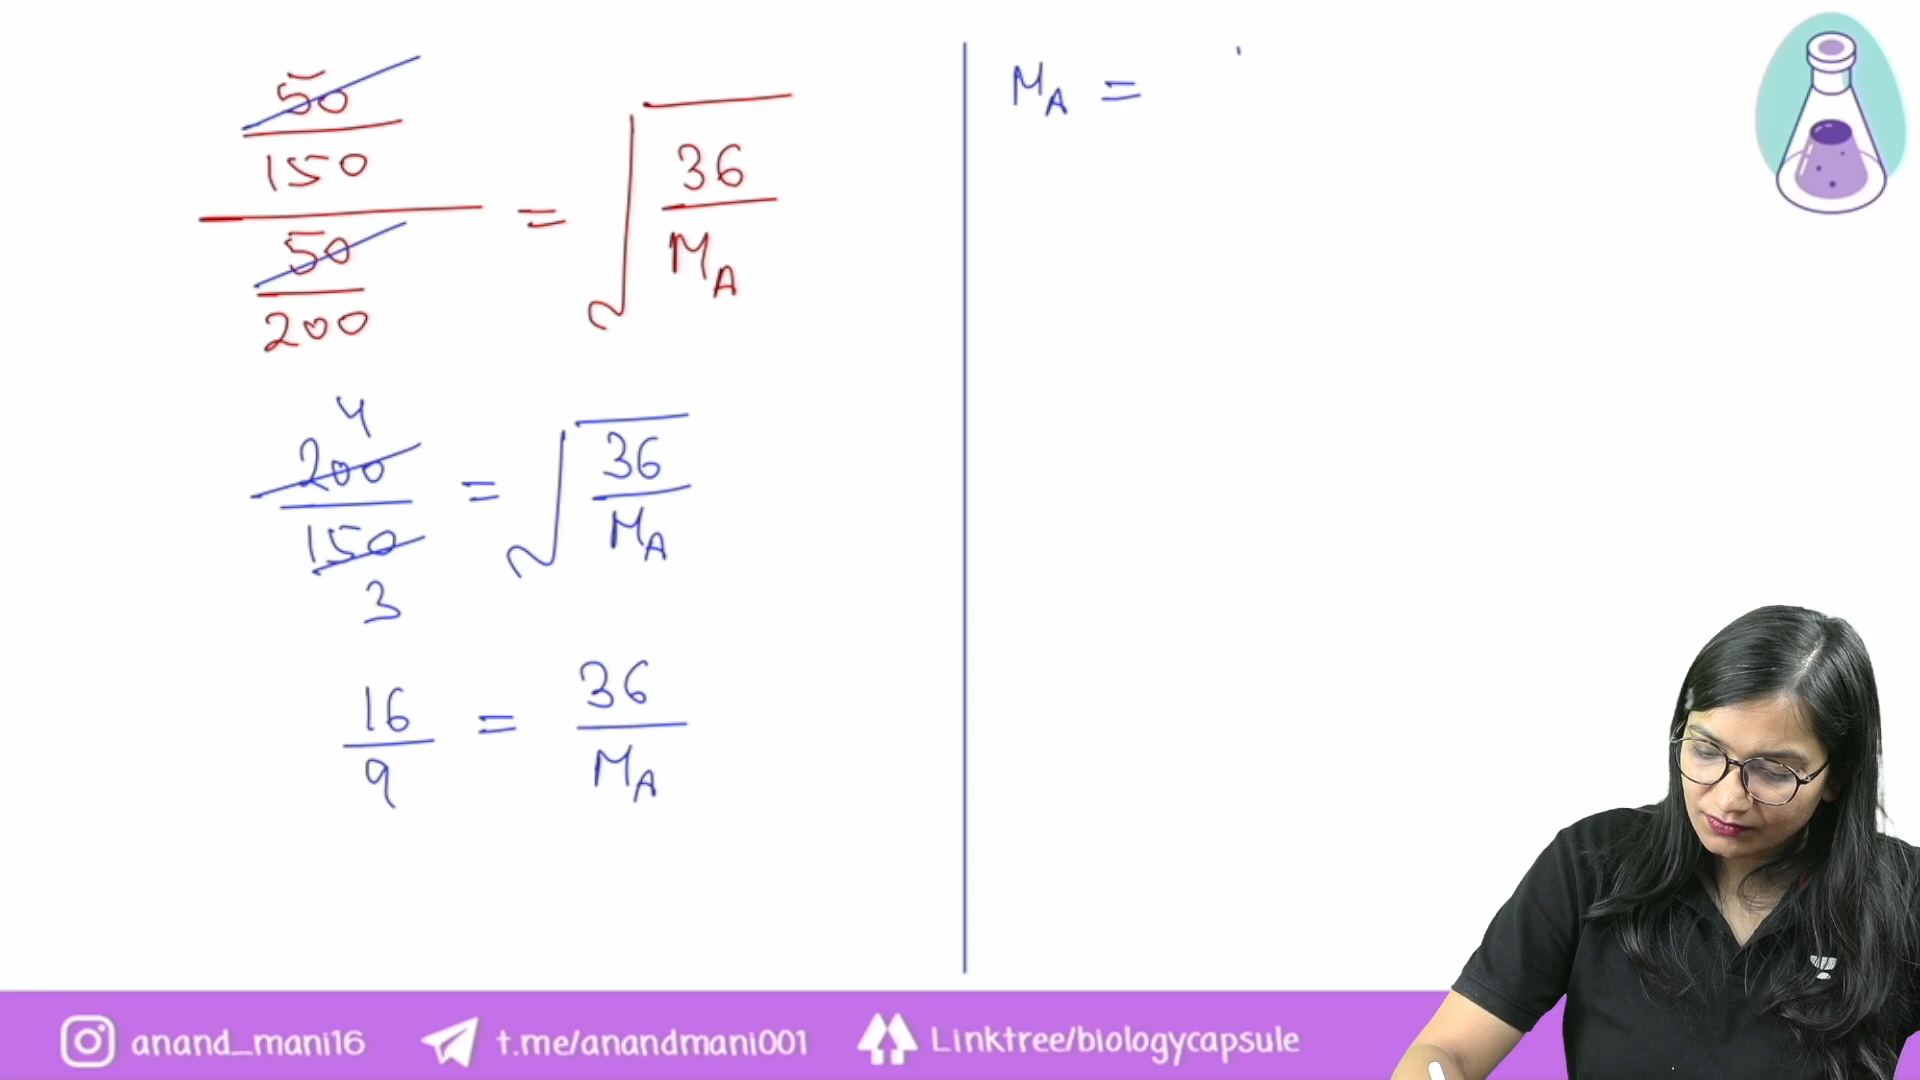 50
150
50
200
= √ 36
M_A
4
200
150
3
= √ 36
M_A
16
9
= 36
M_A
M_A =
anand_mani16
t.me/anandmani001
Linktree/biologycapsule